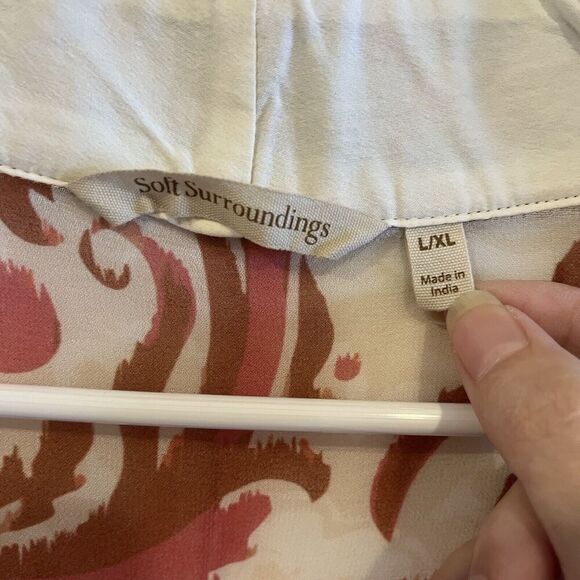 Soft Surroundings
L/XL
Made in
India